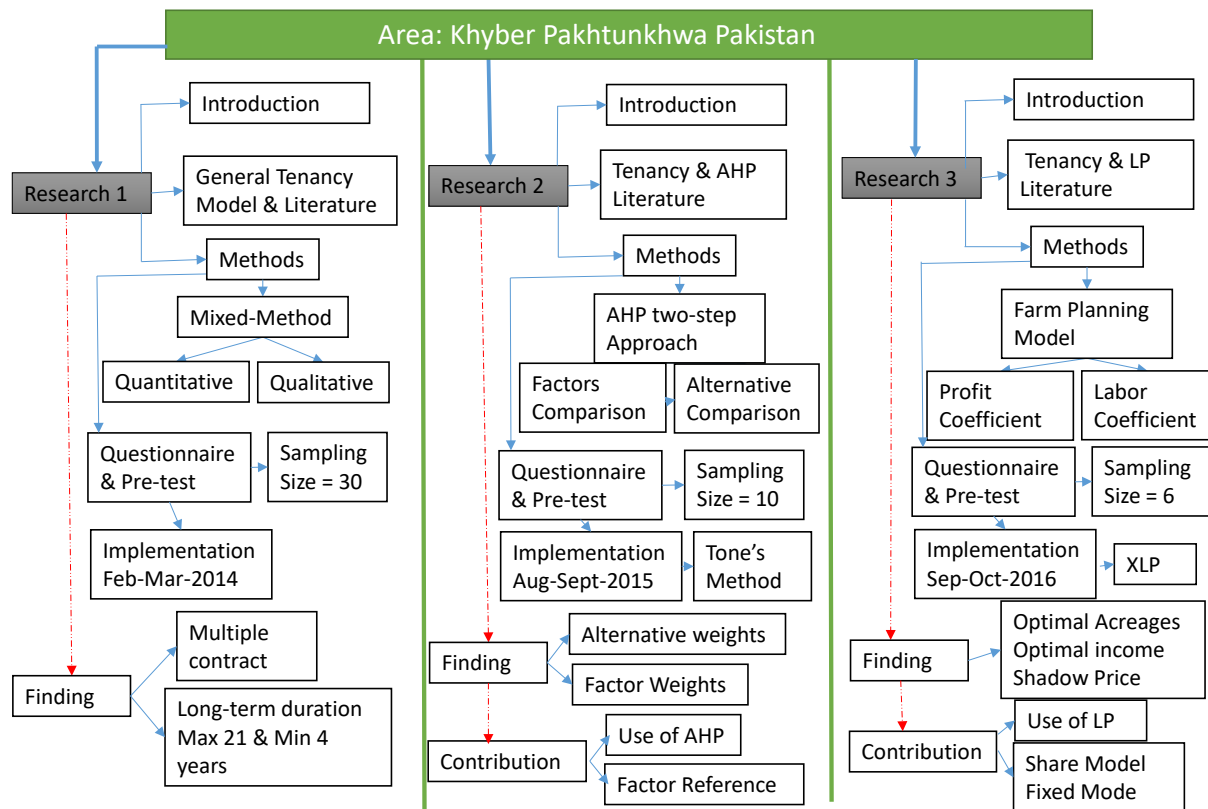 Area: Khyber Pakhtunkhwa Pakistan
Research 1
Introduction
General Tenancy
Model & Literature
Methods
Mixed-Method
Quantitative
Qualitative
Questionnaire
& Pre-test
Sampling
Size = 30
Implementation
Feb-Mar-2014
Finding
Multiple
contract
Long-term duration
Max 21 & Min 4
years
Research 2
Introduction
Tenancy & AHP
Literature
Methods
AHP two-step
Approach
Factors
Comparison
Alternative
Comparison
Questionnaire
& Pre-test
Sampling
Size = 10
Implementation
Aug-Sept-2015
Tone's
Method
Finding
Alternative weights
Factor Weights
Contribution
Use of AHP
Factor Reference
Research 3
Introduction
Tenancy & LP
Literature
Methods
Farm Planning
Model
Profit
Coefficient
Labor
Coefficient
Questionnaire
& Pre-test
Sampling
Size = 6
Implementation
Sep-Oct-2016
XLP
Finding
Optimal Acreages
Optimal income
Shadow Price
Contribution
Use of LP
Share Model
Fixed Mode